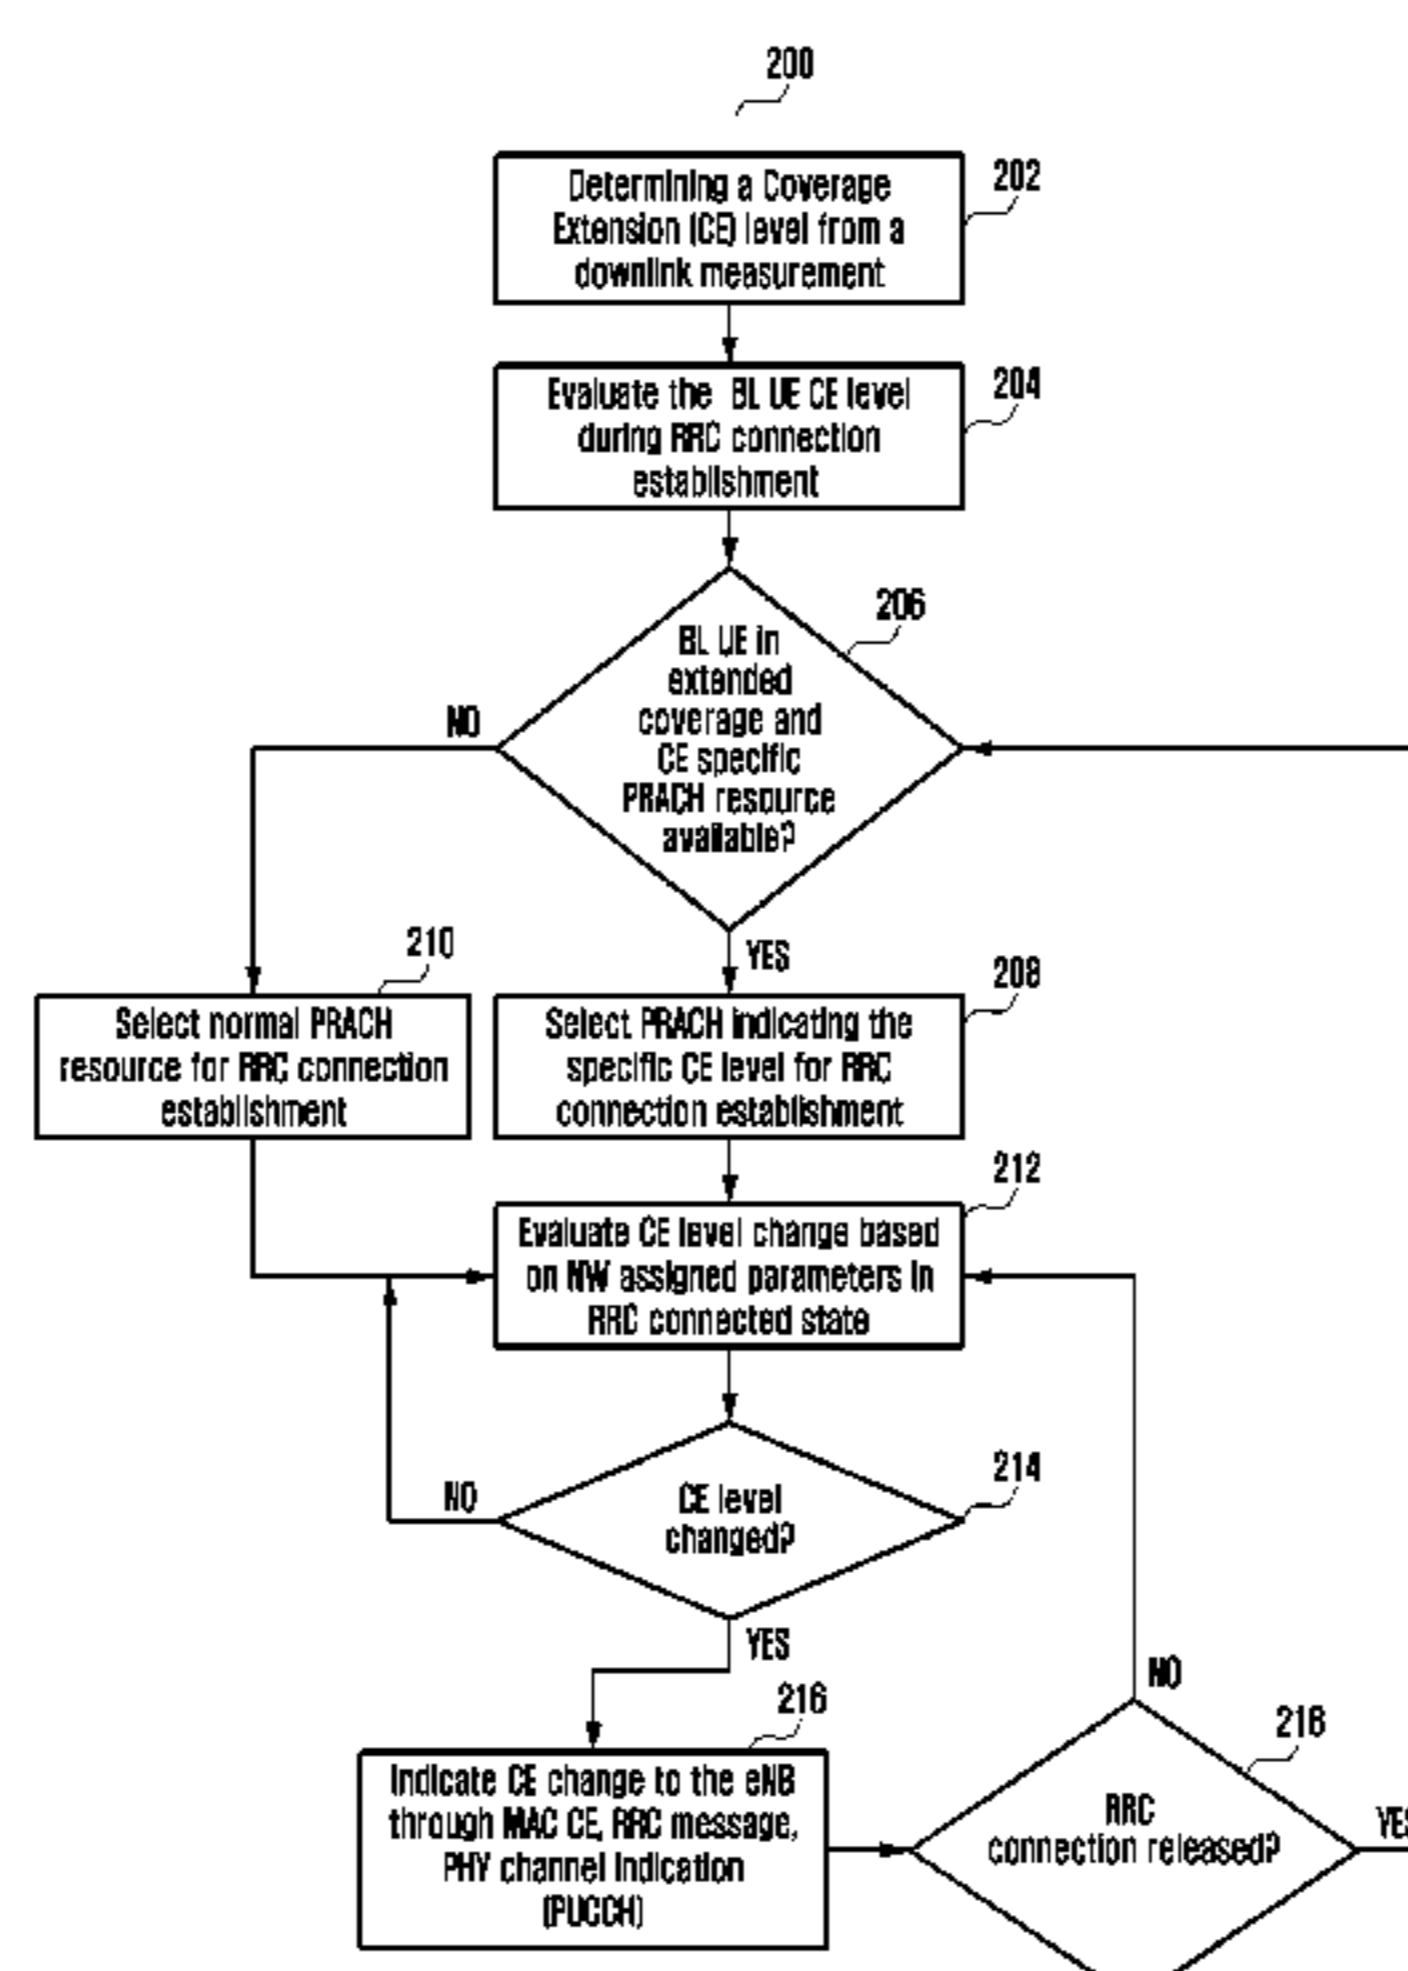 200
202
Determining a Coverage
Extension (CE) level from a
downlink measurement
204
Evaluate the BL UE CE level
during RRC connection
establishment
206
BL UE in
extended
coverage and
CE specific
PRACH resource
available?
NO
YES
210
Select normal PRACH
resource for RRC connection
establishment
208
Select PRACH indicating the
specific CE level for RRC
connection establishment
212
Evaluate CE level change based
on NW assigned parameters in
RRC connected state
214
CE level
changed?
NO
YES
216
Indicate CE change to the eNB
through MAC CE, RRC message,
PHY channel indication
(PUCCH)
NO
218
RRC
connection released?
YES